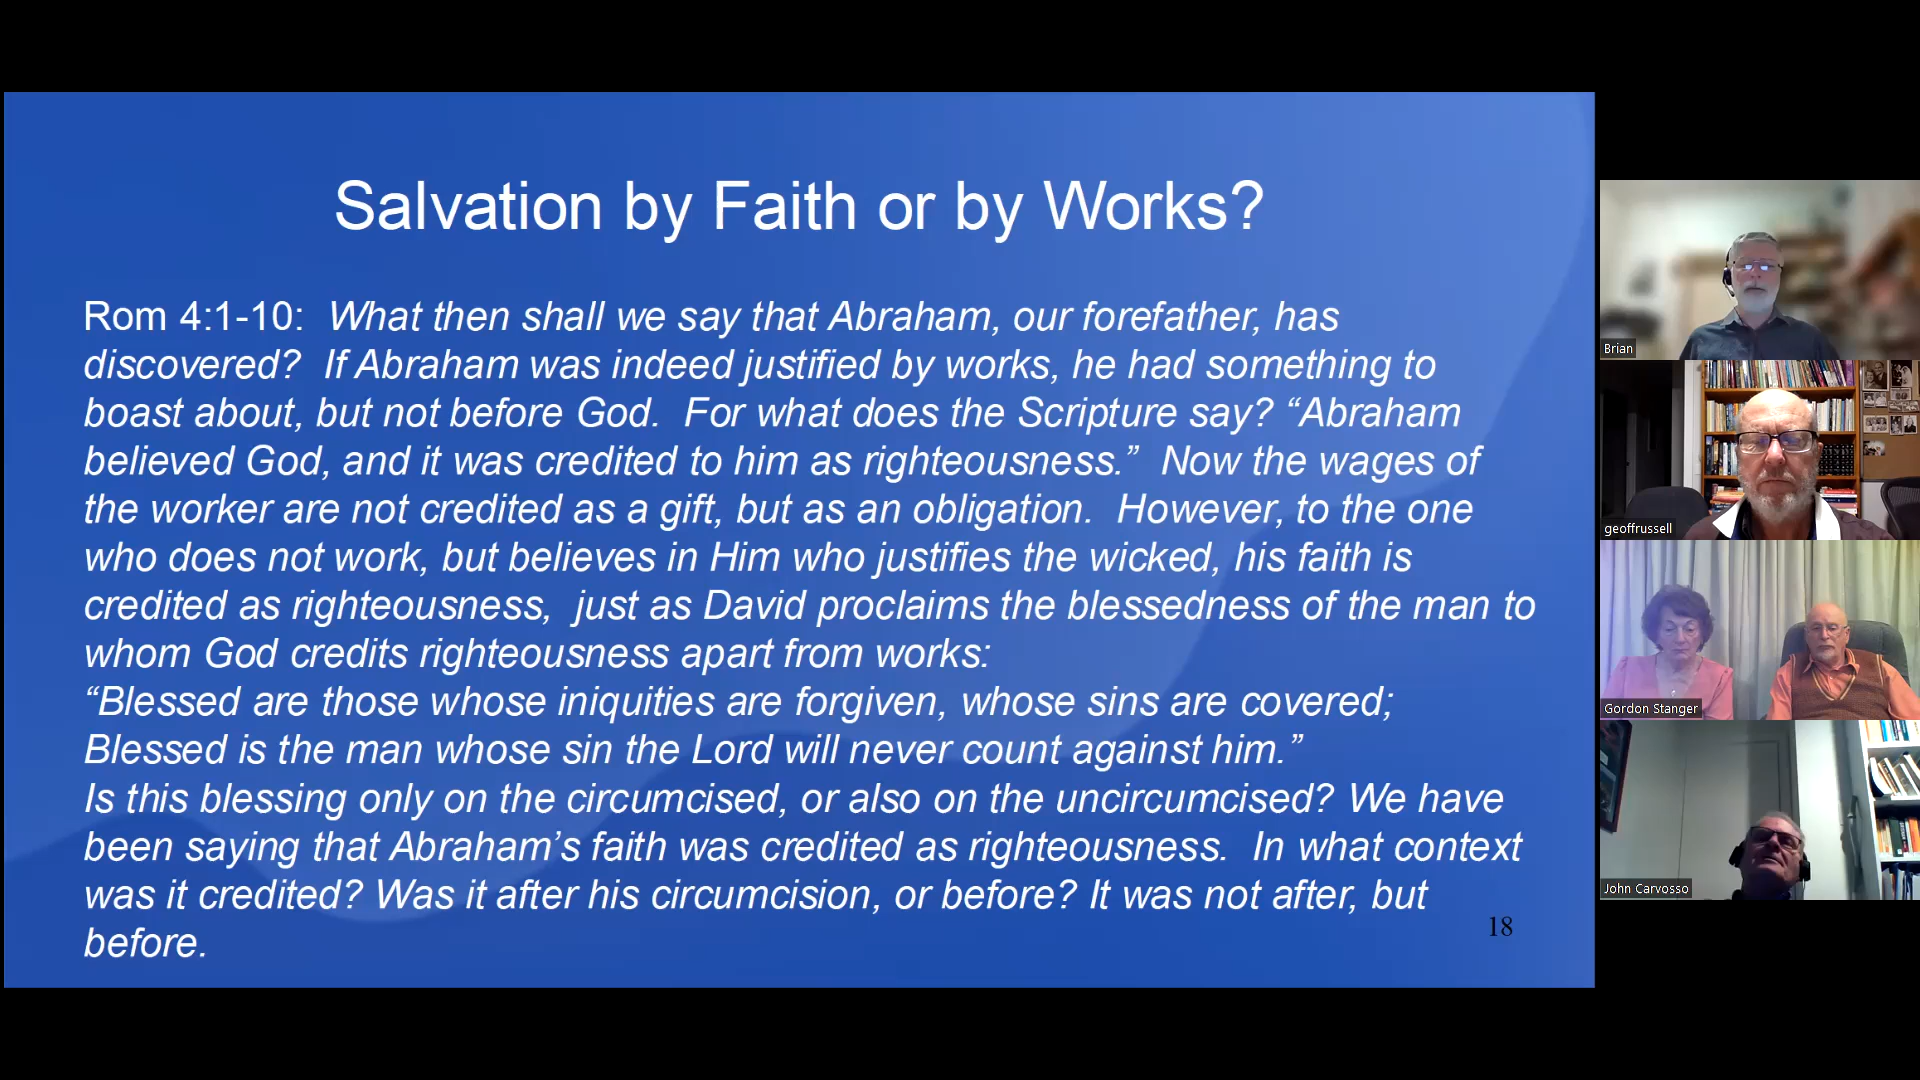 Salvation by Faith or by Works?
Rom 4:1-10: What then shall we say that Abraham, our forefather, has
discovered? If Abraham was indeed justified by works, he had something to
boast about, but not before God. For what does the Scripture say? “Abraham
believed God, and it was credited to him as righteousness.” Now the wages of
the worker are not credited as a gift, but as an obligation. However, to the one
who does not work, but believes in Him who justifies the wicked, his faith is
credited as righteousness, just as David proclaims the blessedness of the man to
whom God credits righteousness apart from works:
“Blessed are those whose iniquities are forgiven, whose sins are covered;
Blessed is the man whose sin the Lord will never count against him.”
Is this blessing only on the circumcised, or also on the uncircumcised? We have
been saying that Abraham’s faith was credited as righteousness. In what context
was it credited? Was it after his circumcision, or before? It was not after, but
before.
18
Brian
geoffrussell
Gordon Stanger
John Carvosso